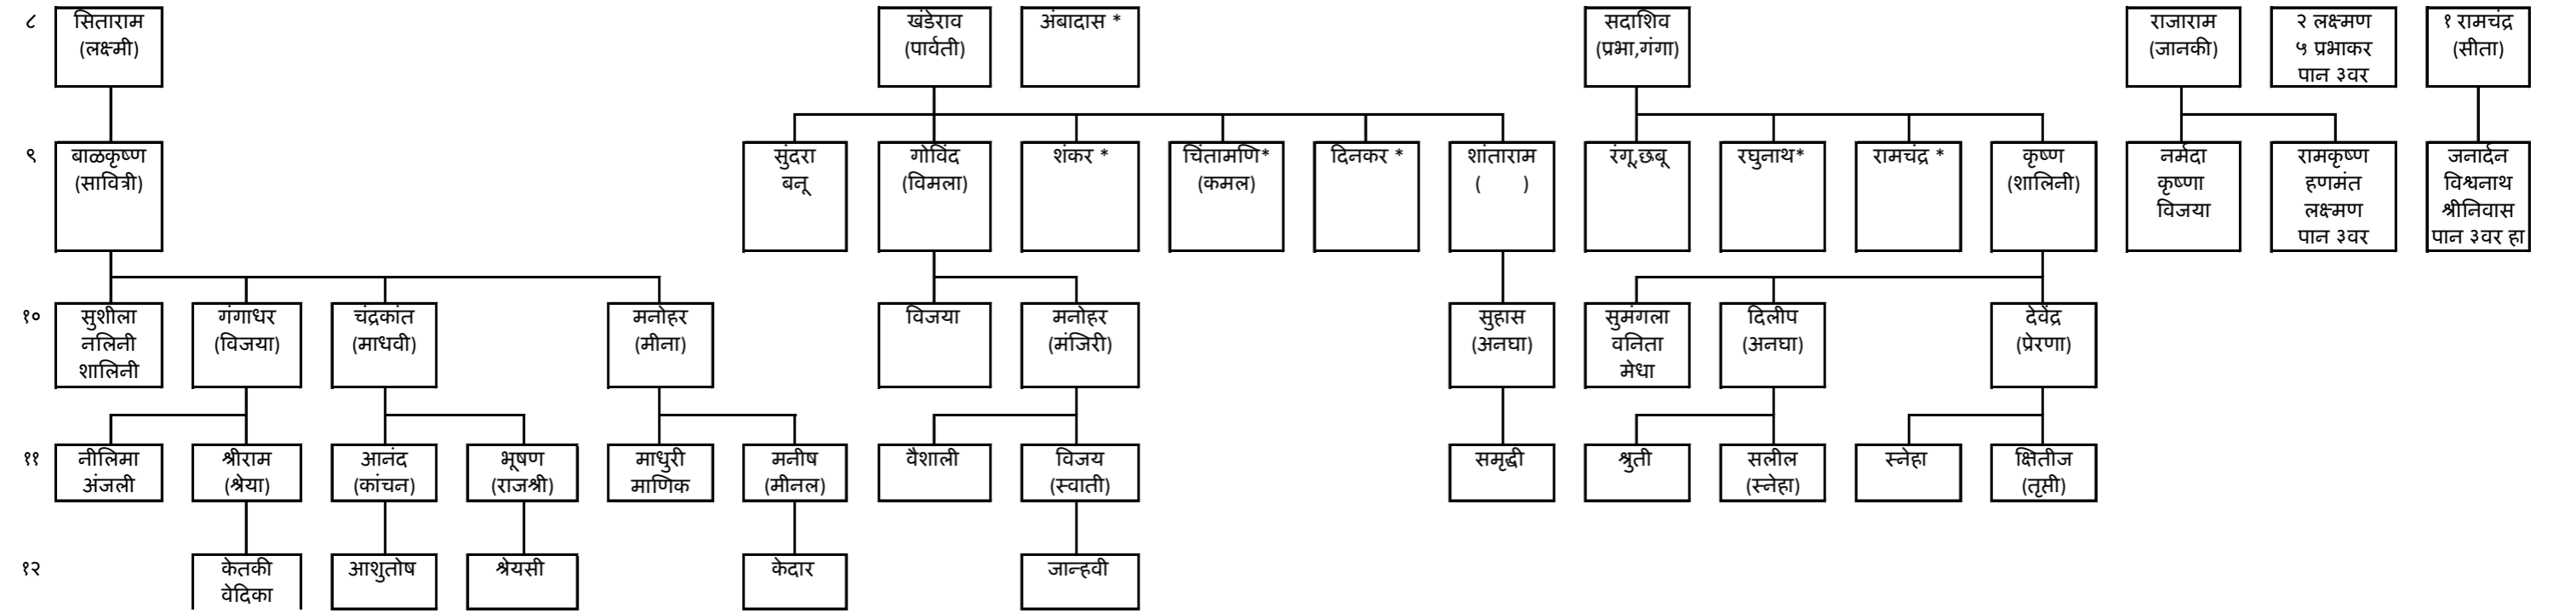 ८
सिताराम
(लक्ष्मी)
खंडेराव
(पार्वती)
अंबादास *
सदाशिव
(प्रभा,गंगा)
राजाराम
(जानकी)
२ लक्ष्मण
५ प्रभाकर
पान ३वर
१ रामचंद्र
(सीता)
९
बाळकृष्ण
(सावित्री)
सुंदरा
बनू
गोविंद
(विमला)
शंकर *
चिंतामणि*
(कमल)
दिनकर *
शांताराम
( )
रंगू,छबू
रघुनाथ*
रामचंद्र *
कृष्ण
(शालिनी)
नर्मदा
कृष्णा
विजया
रामकृष्ण
हणमंत
लक्ष्मण
पान ३वर
जनार्दन
विश्वनाथ
श्रीनिवास
पान ३वर हा
१०
सुशीला
नलिनी
शालिनी
गंगाधर
(विजया)
चंद्रकांत
(माधवी)
मनोहर
(मीना)
विजया
मनोहर
(मंजिरी)
सुहास
(अनघा)
सुमंगला
वनिता
मेधा
दिलीप
(अनघा)
देवेंद्र
(प्रेरणा)
११
नीलिमा
अंजली
श्रीराम
(श्रेया)
आनंद
(कांचन)
भूषण
(राजश्री)
माधुरी
माणिक
मनीष
(मीनल)
वैशाली
विजय
(स्वाती)
समृद्धी
श्रुती
सलील
(स्नेहा)
स्नेहा
क्षितीज
(तृप्ती)
१२
केतकी
वेदिका
आशुतोष
श्रेयसी
केदार
जान्हवी